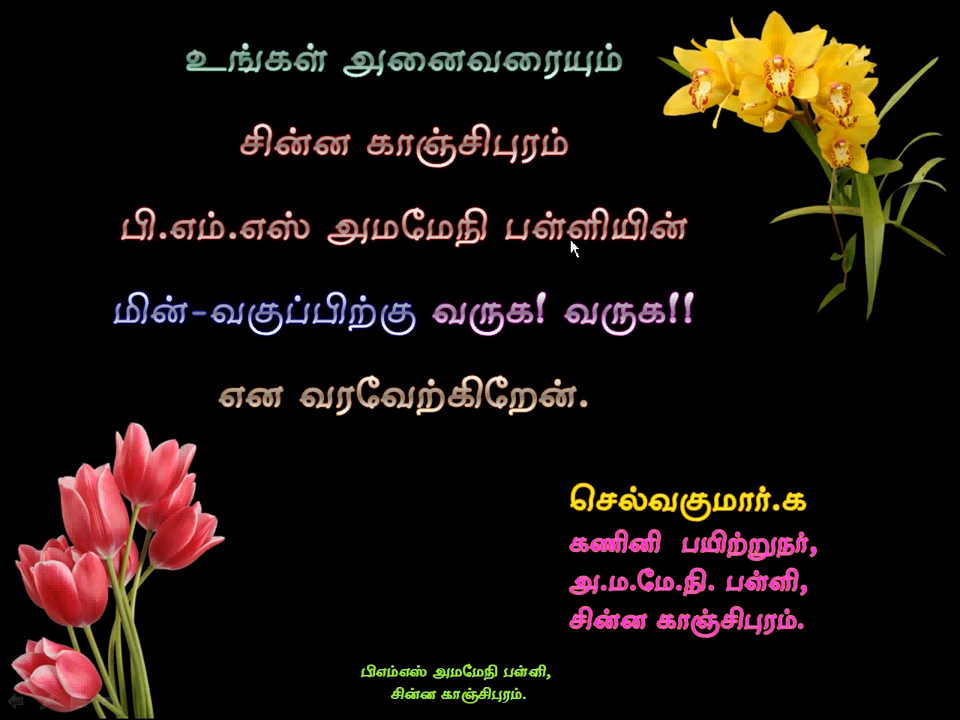 உங்கள் அனைவரையும்
சின்ன காஞ்சிபுரம்
பி.எம்.எஸ் அமமேநி பள்ளியின்
மின்-வகுப்பிற்கு வருக! வருக!!
என வரவேற்கிறேன்.
செல்வகுமார்.க
கணினி பயிற்றுநர்,
அ.ம.மே.நி. பள்ளி,
சின்ன காஞ்சிபுரம்.
பிஎம்எஸ் அமமேநி பள்ளி,
சின்ன காஞ்சிபுரம்.